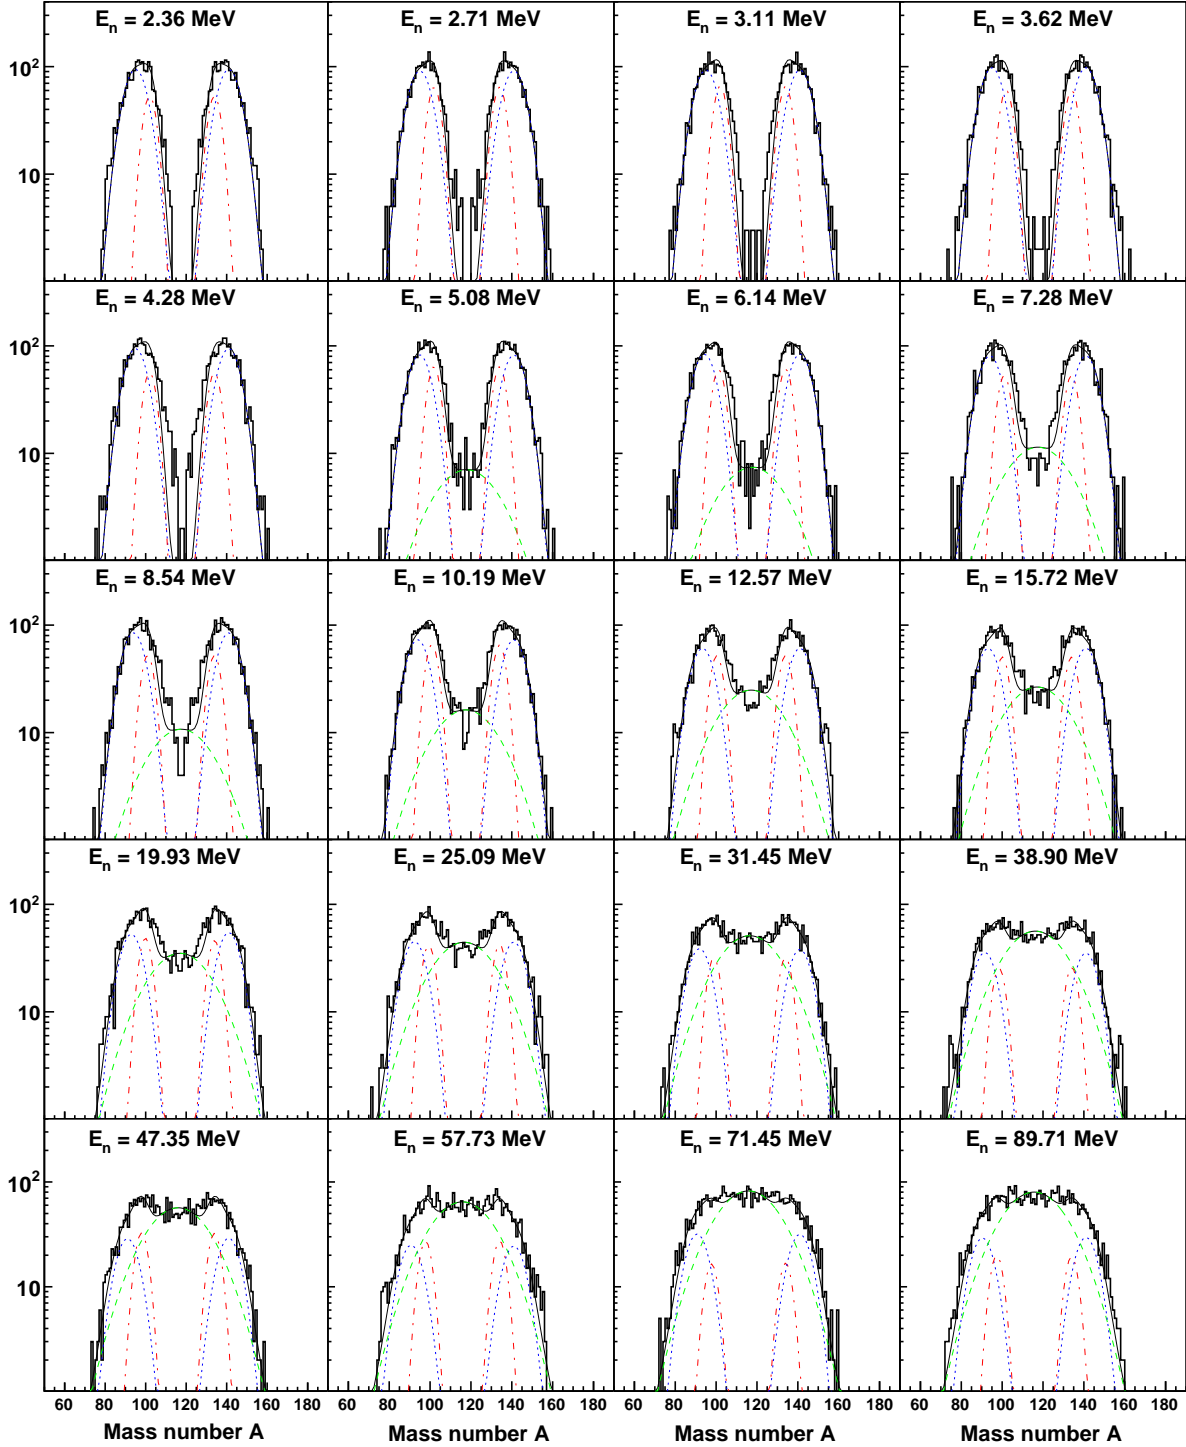 E_n = 2.36 MeV E_n = 2.71 MeV E_n = 3.11 MeV E_n = 3.62 MeV
10^2
10
E_n = 4.28 MeV E_n = 5.08 MeV E_n = 6.14 MeV E_n = 7.28 MeV
10^2
10
E_n = 8.54 MeV E_n = 10.19 MeV E_n = 12.57 MeV E_n = 15.72 MeV
10^2
10
E_n = 19.93 MeV E_n = 25.09 MeV E_n = 31.45 MeV E_n = 38.90 MeV
10^2
10
E_n = 47.35 MeV E_n = 57.73 MeV E_n = 71.45 MeV E_n = 89.71 MeV
10^2
10
60 80 100 120 140 160 180 60 80 100 120 140 160 180 60 80 100 120 140 160 180 60 80 100 120 140 160 180
Mass number A Mass number A Mass number A Mass number A